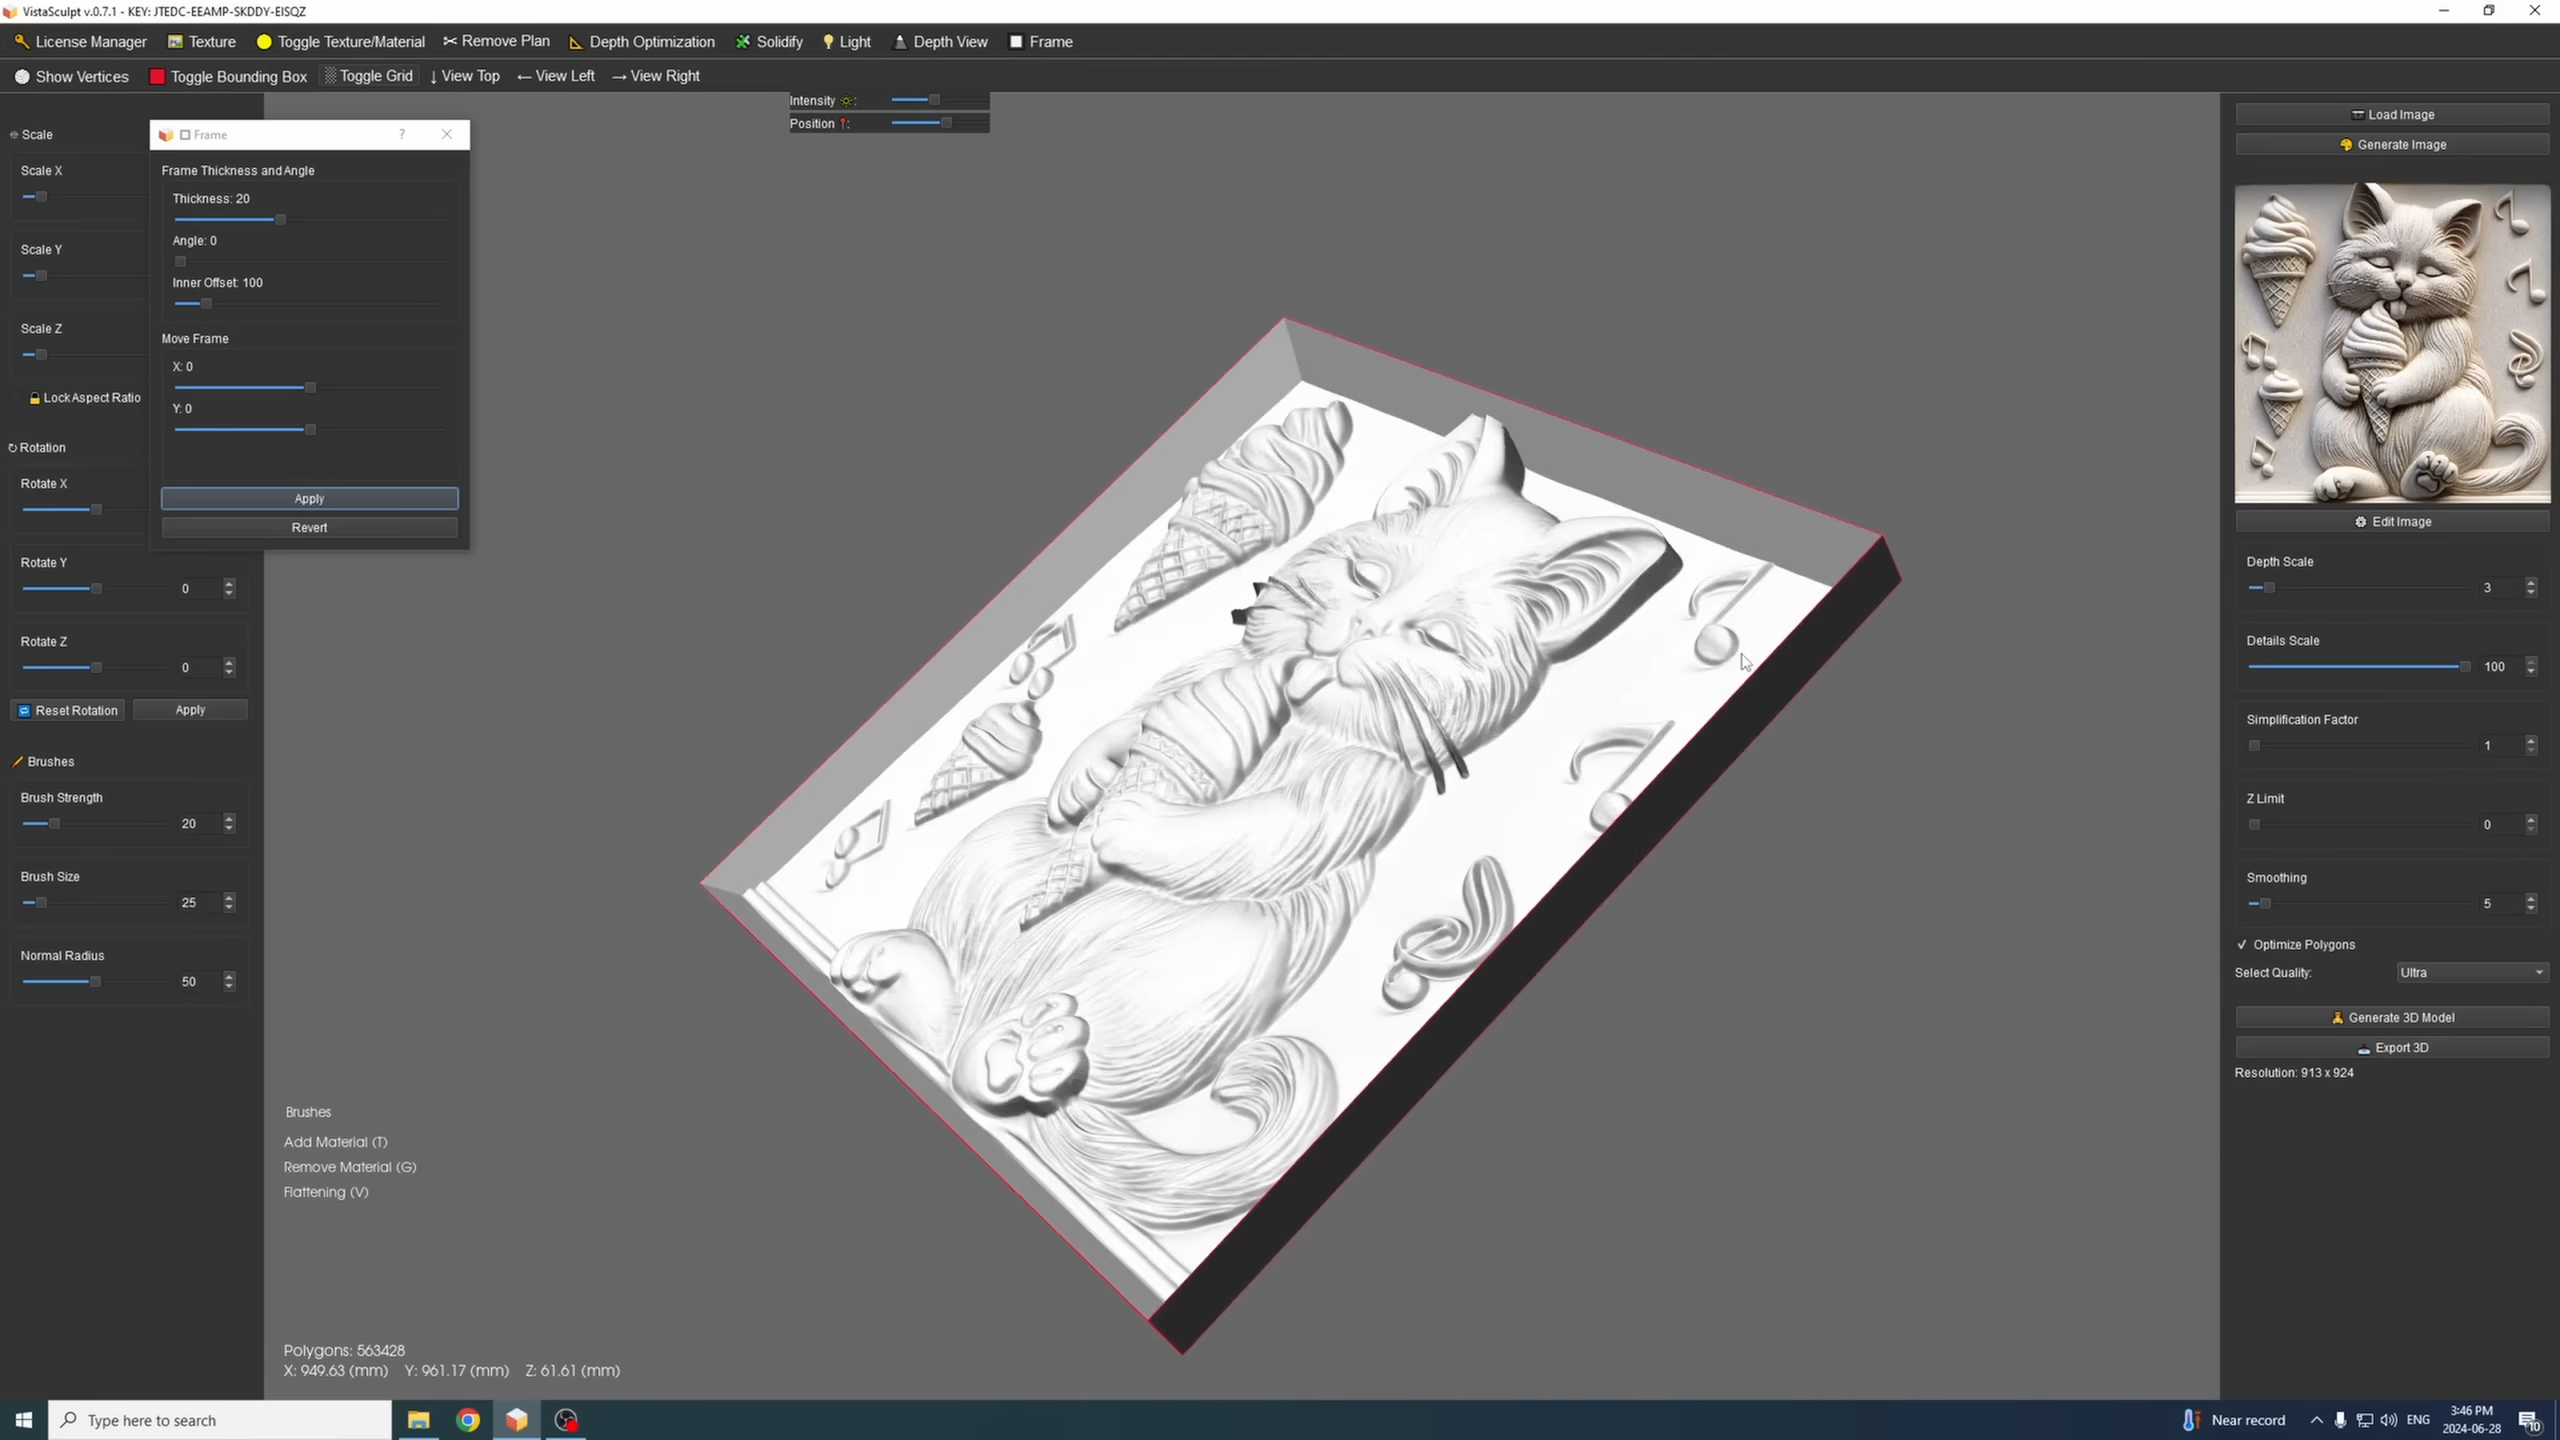 VistaSculpt v.0.7.1 - KEY: JTEDC-EEAMP-SKDDY-EISQZ
License Manager Texture Toggle Texture/Material Remove Plan Depth Optimization Solidify Light Depth View Frame
Show Vertices Toggle Bounding Box Toggle Grid ↓ View Top ← View Left → View Right
Intensity :
Position :
Scale
Scale X
Scale Y
Scale Z
Lock Aspect Ratio
Rotation
Rotate X
Rotate Y
0
Rotate Z
0
Reset Rotation Apply
Brushes
Brush Strength
20
Brush Size
25
Normal Radius
50
Frame ?
Frame Thickness and Angle
Thickness: 20
Angle: 0
Inner Offset: 100
Move Frame
X: 0
Y: 0
Apply
Revert
Brushes
Add Material (T)
Remove Material (G)
Flattening (V)
Polygons: 563428
X: 949.63 (mm) Y: 961.17 (mm) Z: 61.61 (mm)
Load Image
Generate Image
Edit Image
Depth Scale
3
Details Scale
100
Simplification Factor
1
Z Limit
0
Smoothing
5
✓ Optimize Polygons
Select Quality: Ultra
Generate 3D Model
Export 3D
Resolution: 913 x 924
Type here to search
Near record
ENG
3:46 PM
2024-06-28
10